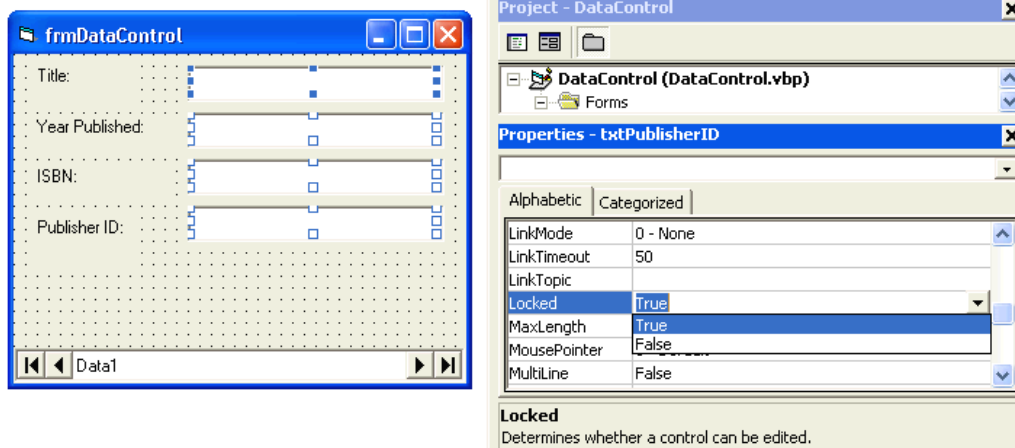 frmDataControl
Title:
Year Published:
ISBN:
Publisher ID:
Data1
Project - DataControl
DataControl (DataControl.vbp)
Forms
Properties - txtPublisherID
Alphabetic Categorized
LinkMode 0 - None
LinkTimeout 50
LinkTopic
Locked True
MaxLength True
MousePointer False
MultiLine False
Locked
Determines whether a control can be edited.